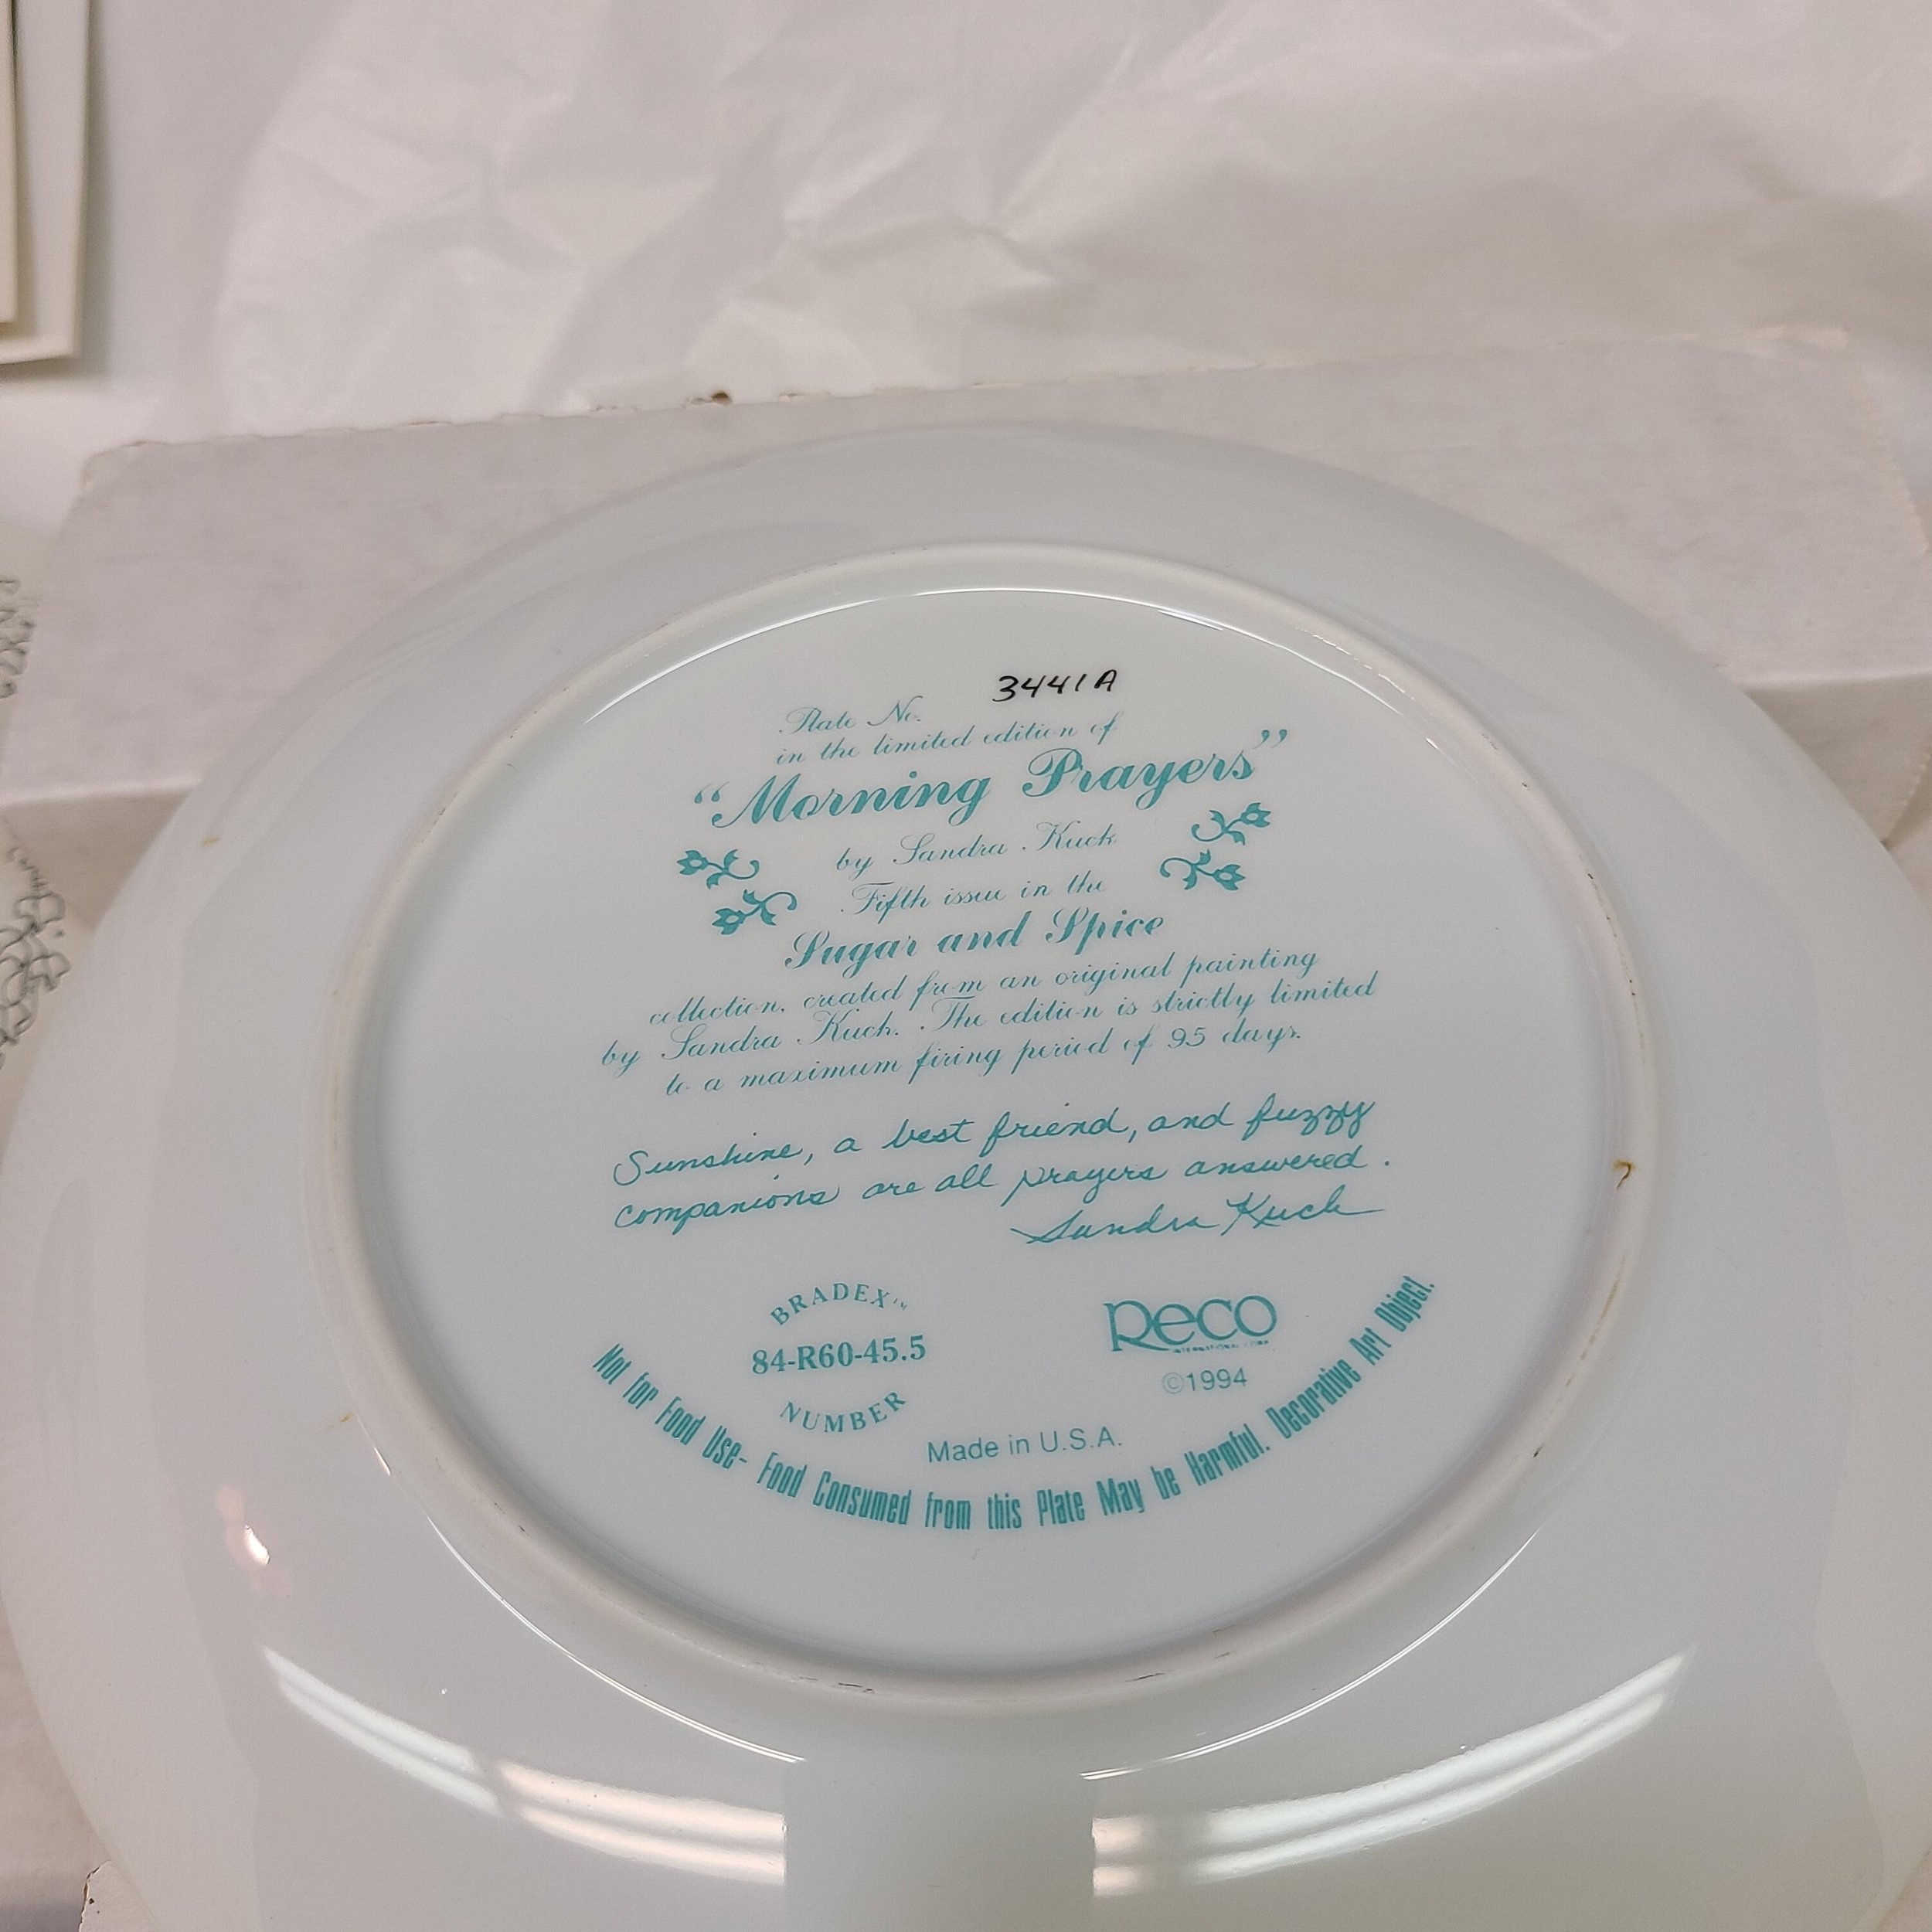 3441A
Plate No.
in the limited edition of
“Morning Prayers”
by Sandra Kuck
Fifth issue in the
Sugar and Spice
collection, created from an original painting
by Sandra Kuck. The edition is strictly limited
to a maximum firing period of 95 days.
Sunshine, a best friend, and fuzzy
companions are all prayers answered.
Sandra Kuck
BRADEX™
84-R60-45.5
NUMBER
Reco
INTERNATIONAL CORP.
©1994
Made in U.S.A.
Not for Food Use- Food Consumed from this Plate May be Harmful. Decorative Art Object.